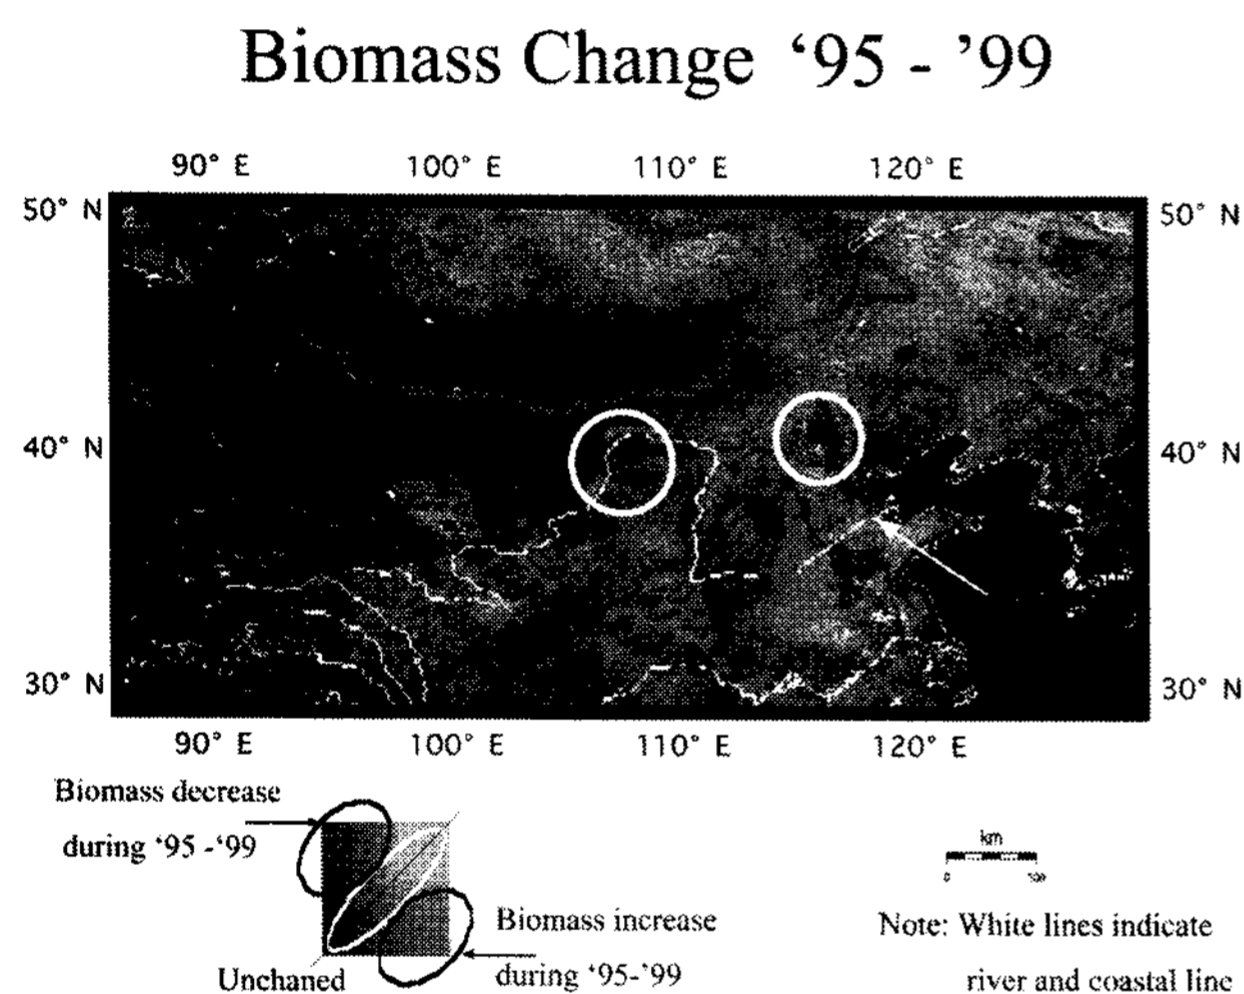 Biomass Change ‘95 - ’99
90° E 100° E 110° E 120° E
50° N 50° N
40° N 40° N
30° N 30° N
90° E 100° E 110° E 120° E
Biomass decrease
during ‘95 -‘99
km
0
Biomass increase
during ‘95-’99
Unchaned
Note: White lines indicate
river and coastal line